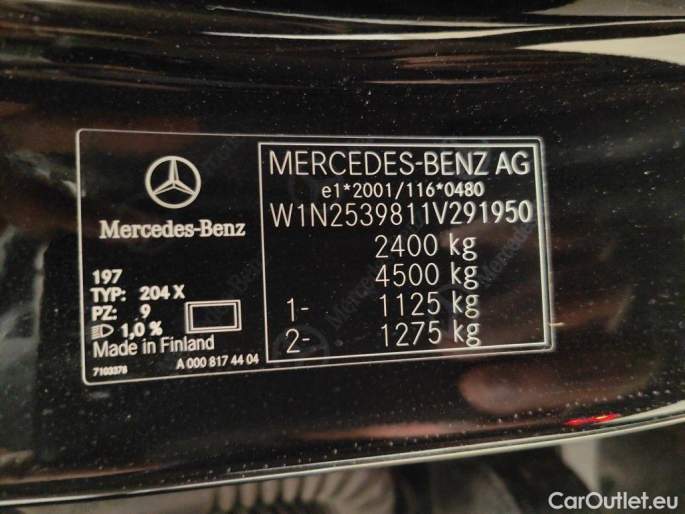 Mercedes-Benz
197
TYP: 204 X
PZ: 9
1,0 %
Made in Finland
7103378
A 000 817 44 04
MERCEDES-BENZ AG
e1*2001/116*0480
W1N2539811V291950
2400 kg
4500 kg
1- 1125 kg
2- 1275 kg
CarOutlet.eu